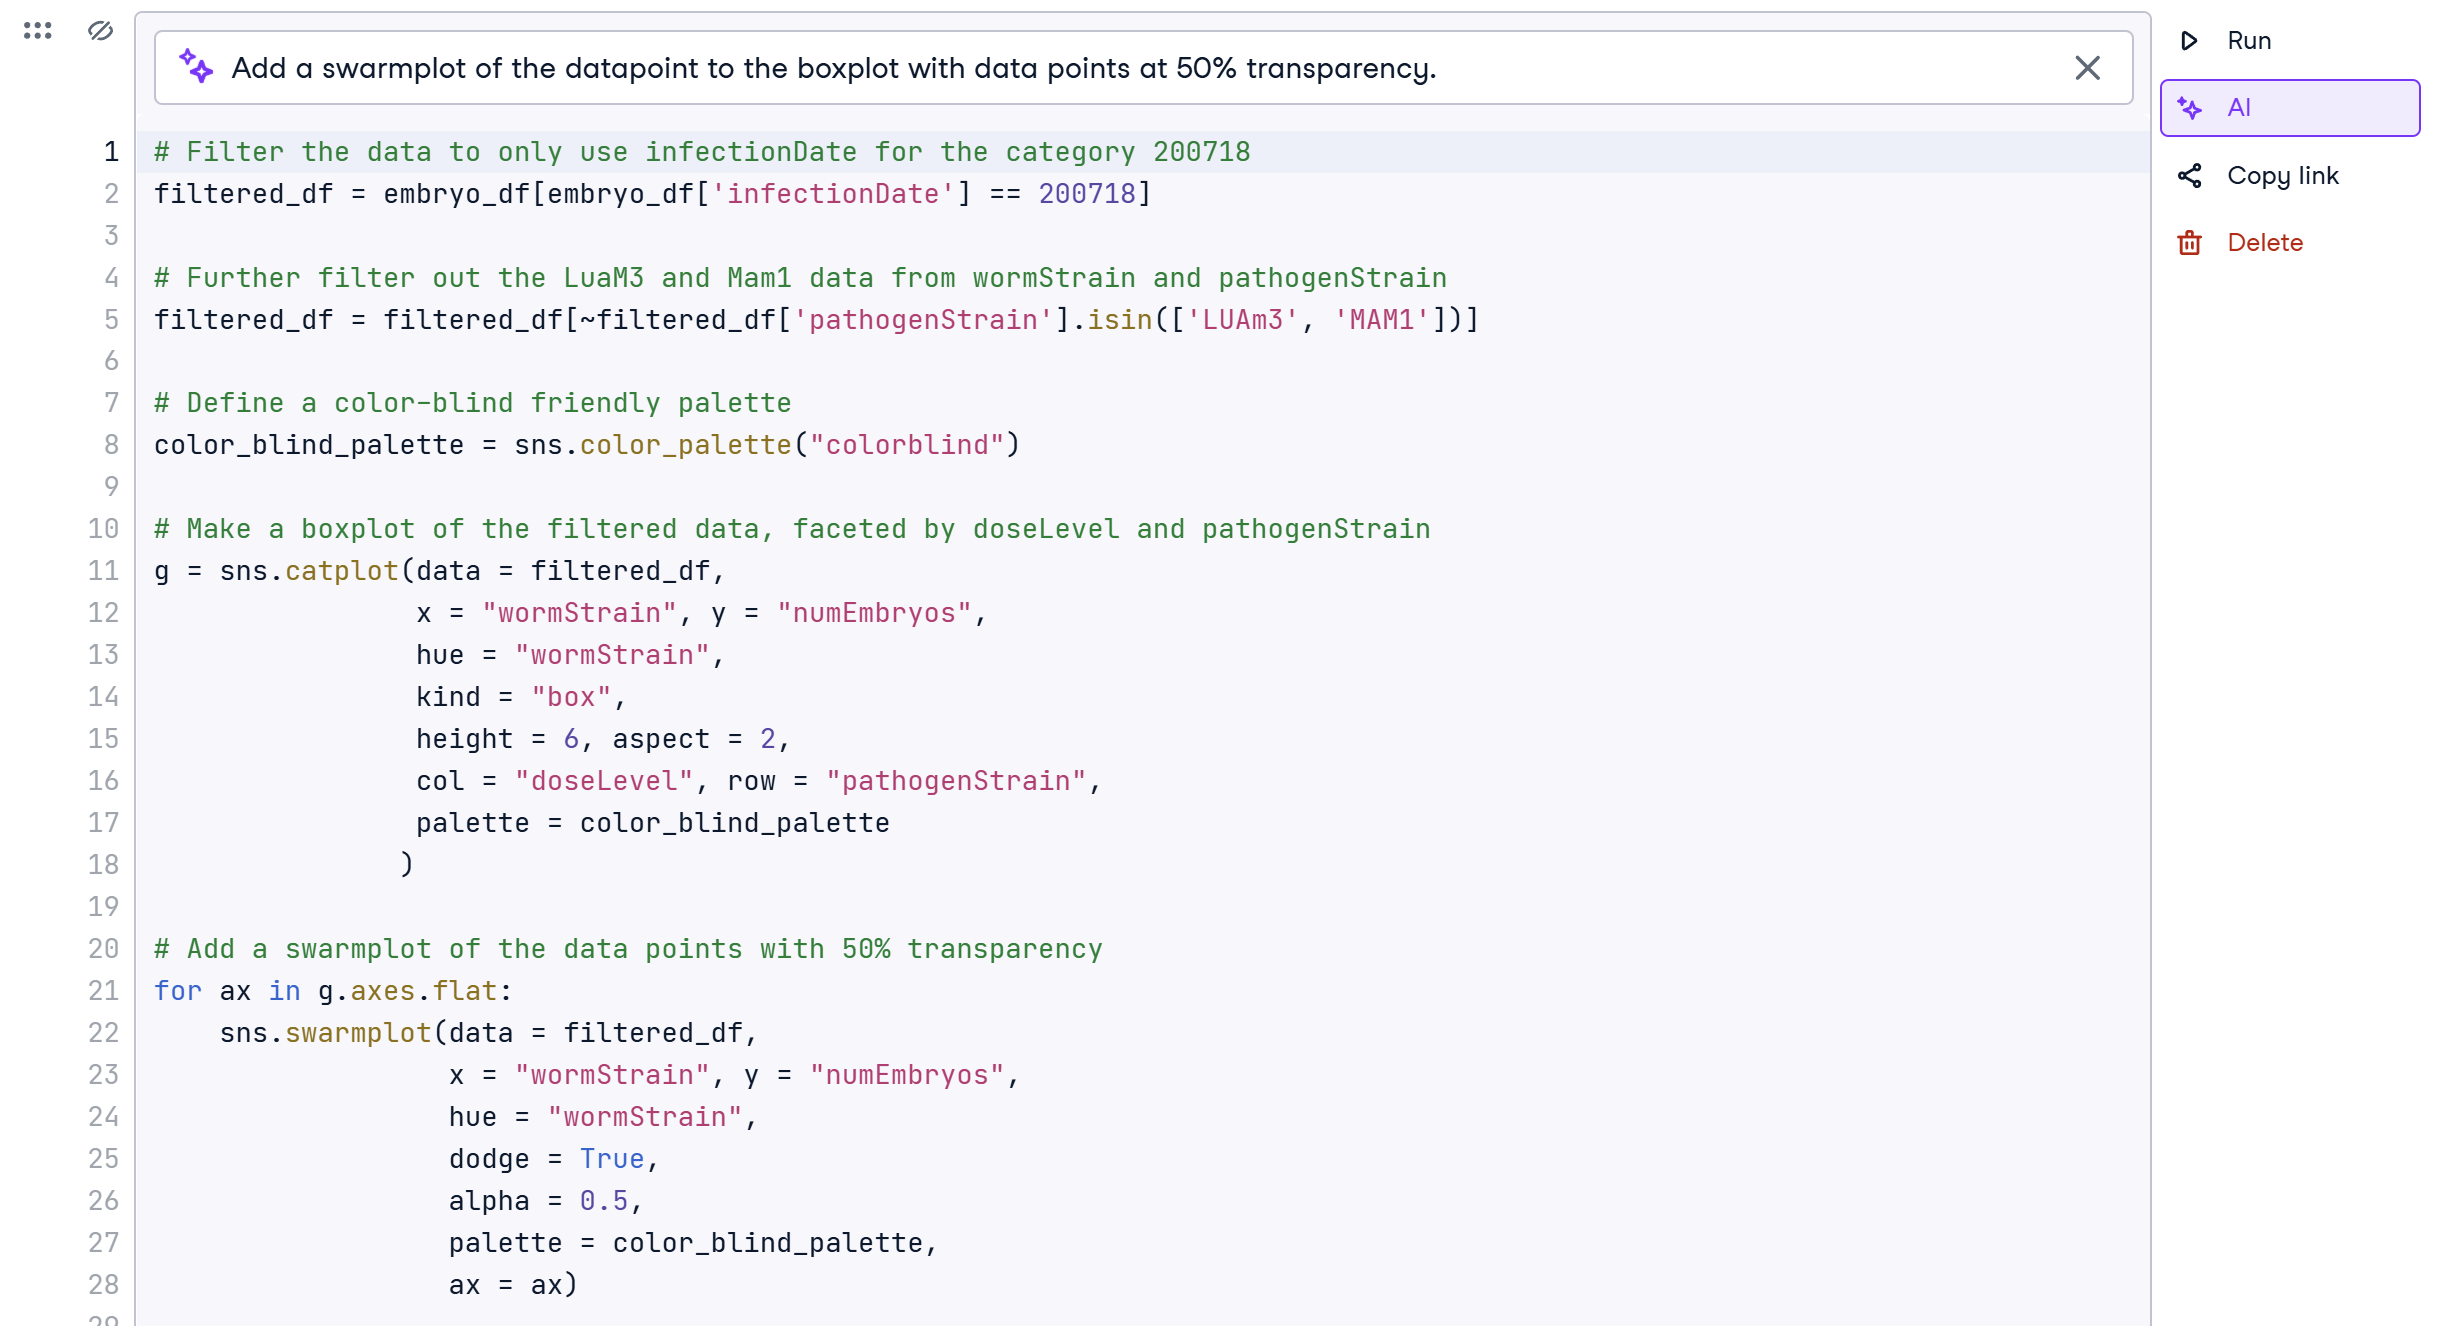 Add a swarmplot of the datapoint to the boxplot with data points at 50% transparency.
Run
AI
Copy link
Delete
1 # Filter the data to only use infectionDate for the category 200718
2 filtered_df = embryo_df[embryo_df['infectionDate'] == 200718]
3
4 # Further filter out the LuaM3 and Mam1 data from wormStrain and pathogenStrain
5 filtered_df = filtered_df[~filtered_df['pathogenStrain'].isin(['LUAm3', 'MAM1'])]
6
7 # Define a color-blind friendly palette
8 color_blind_palette = sns.color_palette("colorblind")
9
10 # Make a boxplot of the filtered data, faceted by doseLevel and pathogenStrain
11 g = sns.catplot(data = filtered_df,
12 x = "wormStrain", y = "numEmbryos",
13 hue = "wormStrain",
14 kind = "box",
15 height = 6, aspect = 2,
16 col = "doseLevel", row = "pathogenStrain",
17 palette = color_blind_palette
18 )
19
20 # Add a swarmplot of the data points with 50% transparency
21 for ax in g.axes.flat:
22 sns.swarmplot(data = filtered_df,
23 x = "wormStrain", y = "numEmbryos",
24 hue = "wormStrain",
25 dodge = True,
26 alpha = 0.5,
27 palette = color_blind_palette,
28 ax = ax)
29